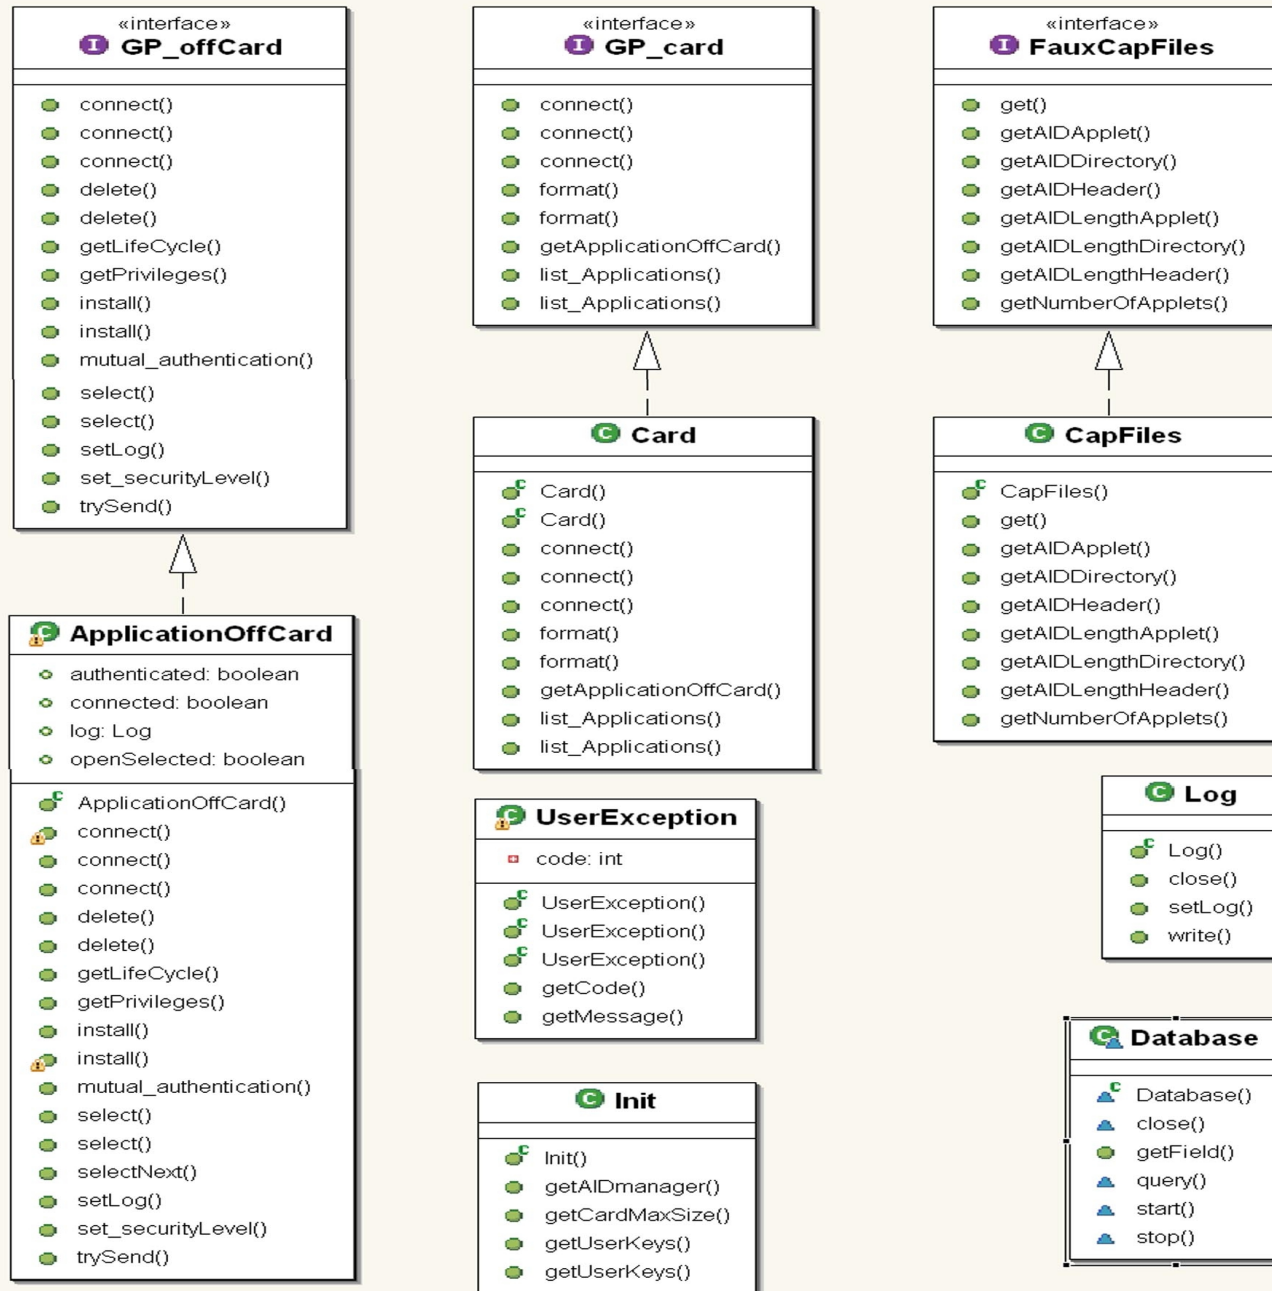 «interface»
GP_offCard
connect()
connect()
connect()
delete()
delete()
getLifeCycle()
getPrivileges()
install()
install()
mutual_authentication()
select()
select()
setLog()
set_securityLevel()
trySend()
ApplicationOffCard
authenticated: boolean
connected: boolean
log: Log
openSelected: boolean
ApplicationOffCard()
connect()
connect()
connect()
delete()
delete()
getLifeCycle()
getPrivileges()
install()
install()
mutual_authentication()
select()
select()
selectNext()
setLog()
set_securityLevel()
trySend()
«interface»
GP_card
connect()
connect()
connect()
format()
format()
getApplicationOffCard()
list_Applications()
list_Applications()
Card
Card()
Card()
connect()
connect()
connect()
format()
format()
getApplicationOffCard()
list_Applications()
list_Applications()
UserException
code: int
UserException()
UserException()
UserException()
getCode()
getMessage()
Init
Init()
getAIDmanager()
getCardMaxSize()
getUserKeys()
getUserKeys()
«interface»
FauxCapFiles
get()
getAIDApplet()
getAIDDirectory()
getAIDHeader()
getAIDLengthApplet()
getAIDLengthDirectory()
getAIDLengthHeader()
getNumberOfApplets()
CapFiles
CapFiles()
get()
getAIDApplet()
getAIDDirectory()
getAIDHeader()
getAIDLengthApplet()
getAIDLengthDirectory()
getAIDLengthHeader()
getNumberOfApplets()
Log
Log()
close()
setLog()
write()
Database
Database()
close()
getField()
query()
start()
stop()